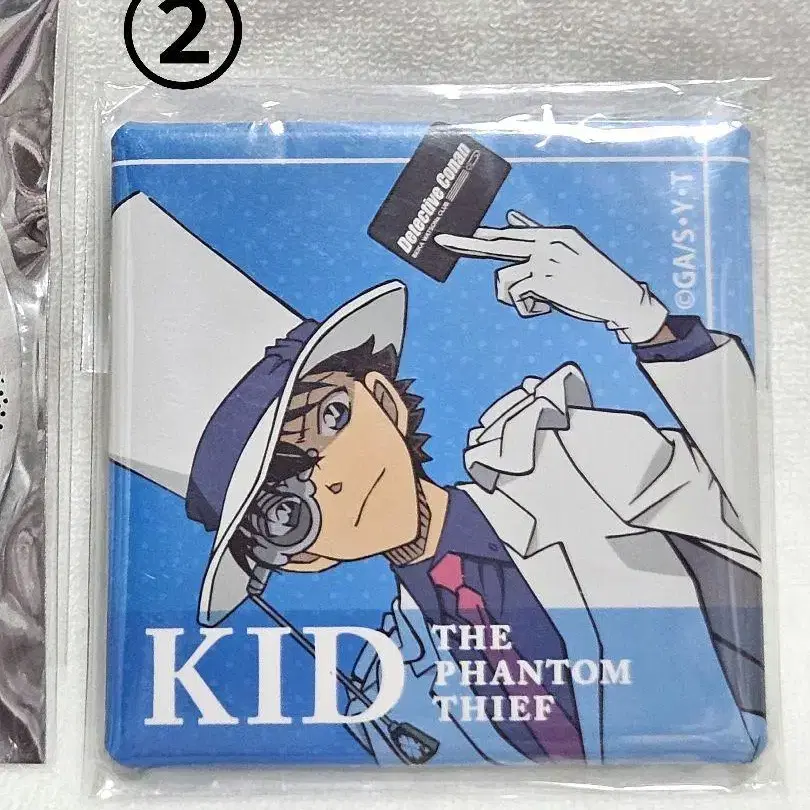 ②
Detective Conan
©GA/S・Y・T
KID
THE
PHANTOM
THIEF